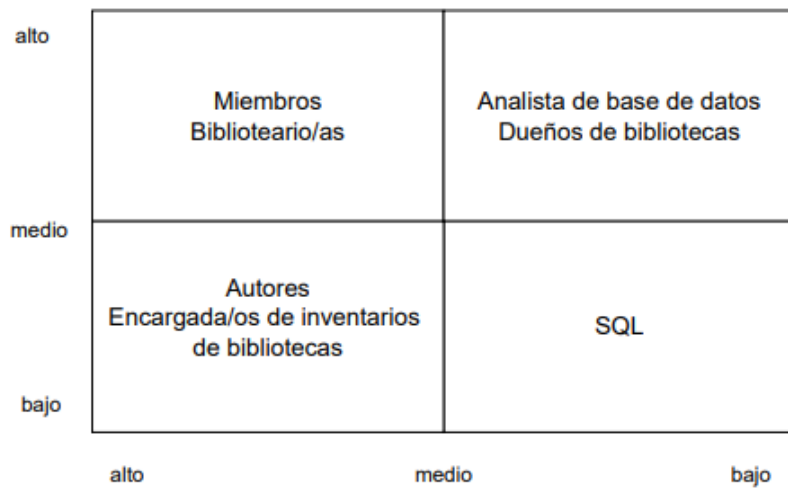 alto
Miembros
Biblioteario/as
Analista de base de datos
Dueños de bibliotecas
medio
Autores
Encargada/os de inventarios
de bibliotecas
SQL
bajo
alto
medio
bajo